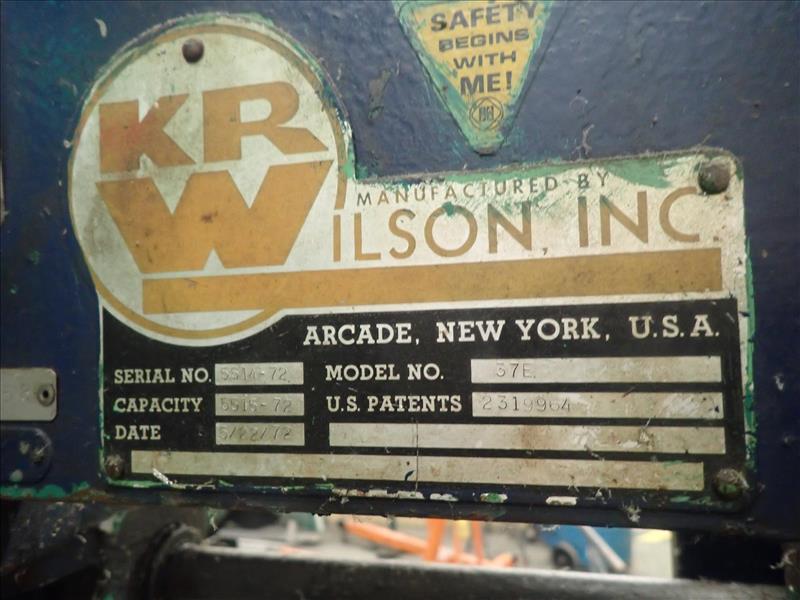 SAFETY
BEGINS
WITH
ME!
KR
WILSON, INC.
MANUFACTURED BY
ARCADE, NEW YORK, U.S.A.
SERIAL NO. 5514-72 MODEL NO. 37E
CAPACITY 5515-72 U.S. PATENTS 2319964
DATE 5/22/72